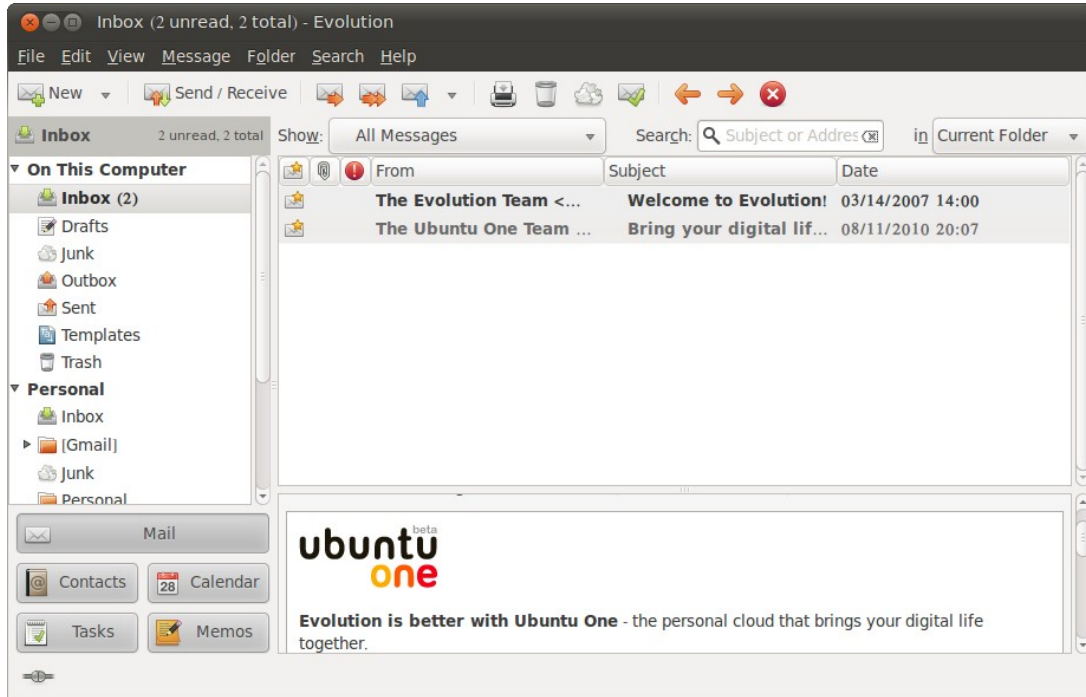 Inbox (2 unread, 2 total) - Evolution
File Edit View Message Folder Search Help
New Send / Receive
Inbox 2 unread, 2 total Show: All Messages Search: Subject or Addres in Current Folder
On This Computer
Inbox (2)
Drafts
Junk
Outbox
Sent
Templates
Trash
Personal
Inbox
[Gmail]
Junk
Personal
From Subject Date
The Evolution Team <... Welcome to Evolution! 03/14/2007 14:00
The Ubuntu One Team ... Bring your digital lif... 08/11/2010 20:07
Mail
Contacts 28 Calendar
Tasks Memos
ubuntu beta
one
Evolution is better with Ubuntu One - the personal cloud that brings your digital life
together.